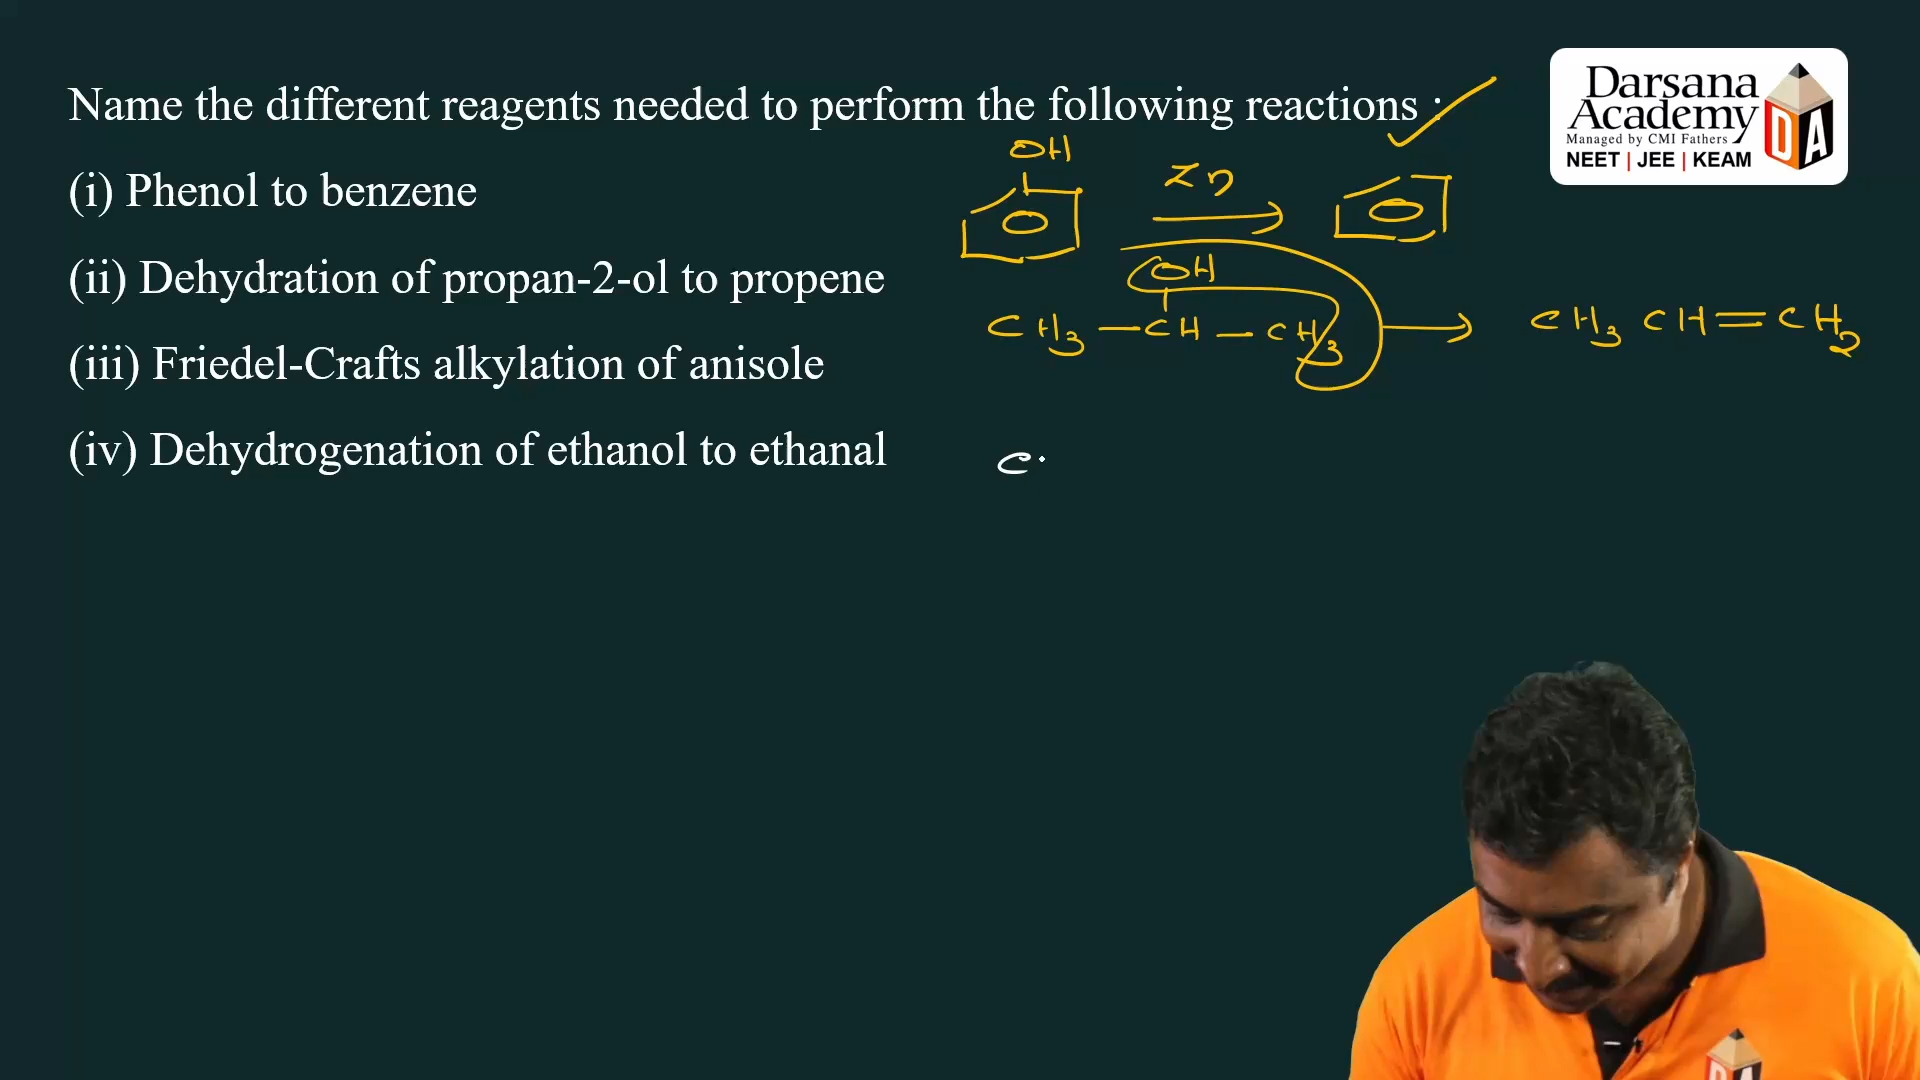 Name the different reagents needed to perform the following reactions :
(i) Phenol to benzene
(ii) Dehydration of propan-2-ol to propene
(iii) Friedel-Crafts alkylation of anisole
(iv) Dehydrogenation of ethanol to ethanal
OH
Zn
OH
CH3 — CH — CH3 → CH3 CH = CH2
C
Darsana
Academy
Managed by CMI Fathers
NEET | JEE | KEAM
DA